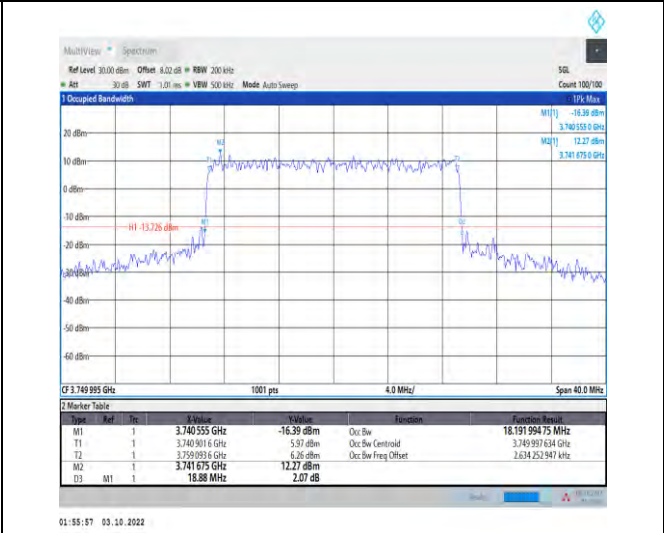 MultiView Spectrum
Ref Level 30.00 dBm Offset 8.02 dB RBW 200 kHz SGL
Att 30 dB SWT 1.01 ms VBW 500 kHz Mode Auto Sweep Count 100/100
1 Occupied Bandwidth 1Pk Max
M1[1] -16.39 dBm
3.740 555 0 GHz
M2[1] 12.27 dBm
3.741 675 0 GHz
20 dBm
M2
10 dBm
0 dBm
-10 dBm
H1 -13.726 dBm
M1
-20 dBm
-40 dBm
-50 dBm
-60 dBm
CF 3.749 995 GHz 1001 pts 4.0 MHz/ Span 40.0 MHz
2 Marker Table
Type Ref Trc X-Value Y-Value Function Function Result
M1 1 3.740 555 GHz -16.39 dBm Occ Bw 18.191 994 75 MHz
T1 1 3.740 901 6 GHz 5.97 dBm Occ Bw Centroid 3.749 997 634 GHz
T2 1 3.759 093 6 GHz 6.26 dBm Occ Bw Freq Offset 2.634 252 947 kHz
M2 1 3.741 675 GHz 12.27 dBm
D3 M1 1 18.88 MHz 2.07 dB
01:55:57 03.10.2022